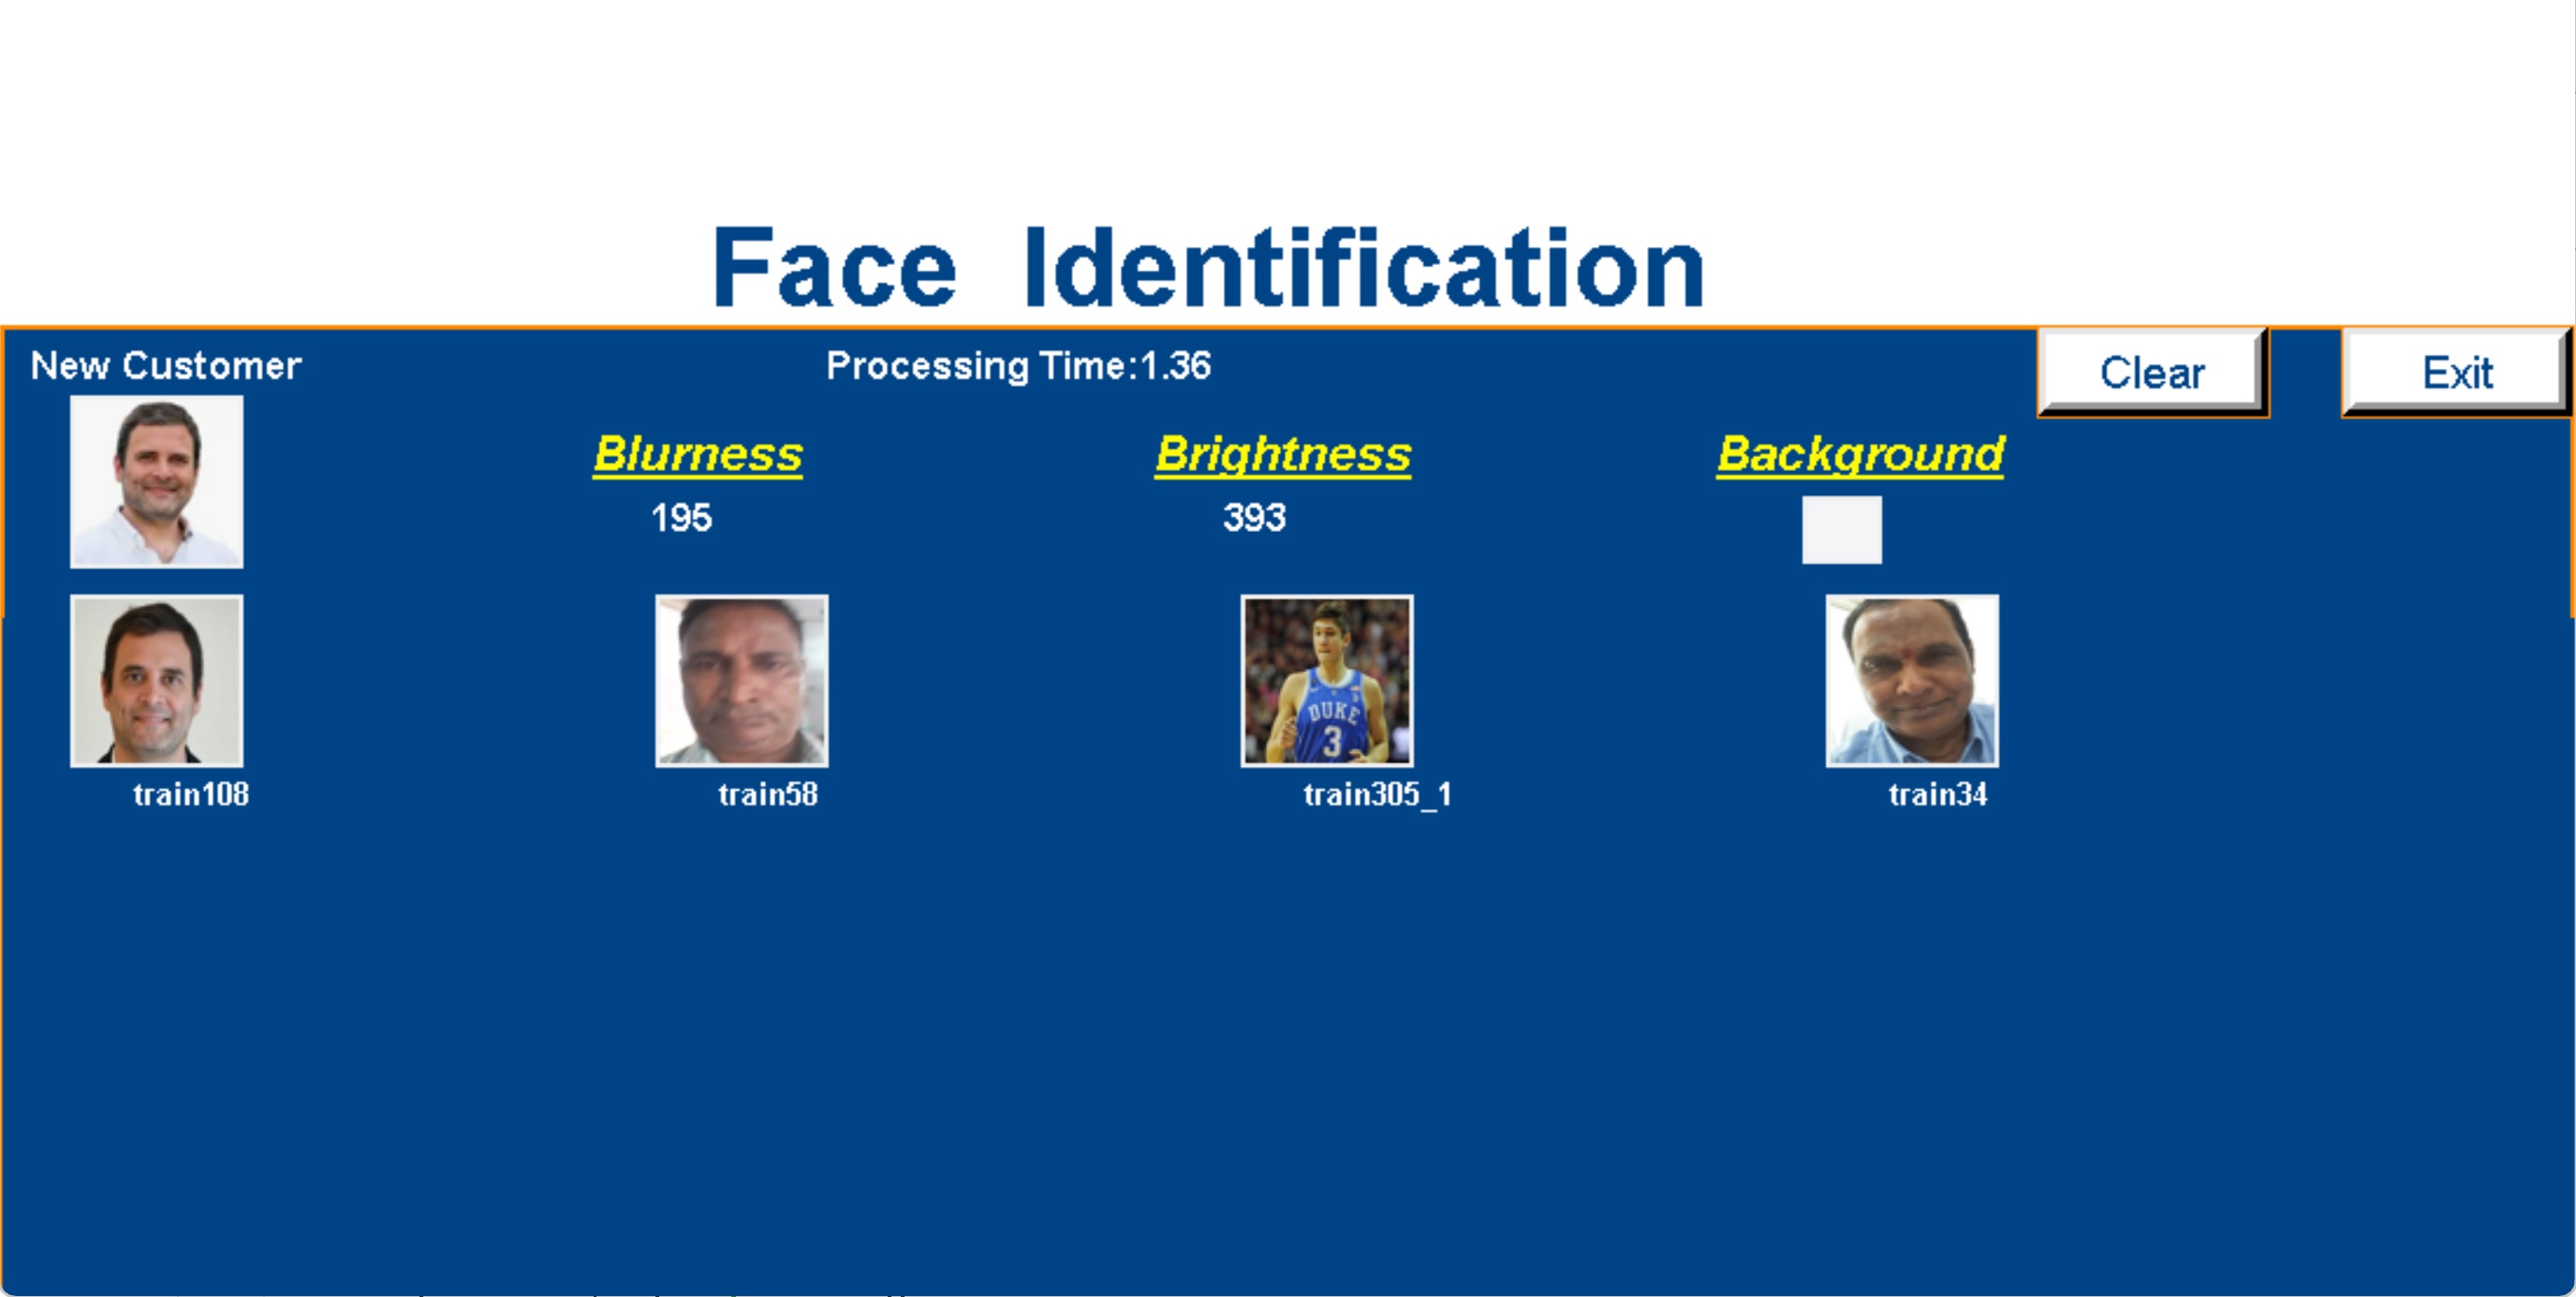 Face Identification
New Customer
Processing Time:1.36
Clear
Exit
Blurness
Brightness
Background
195
393
DUKE
3
train108
train58
train305_1
train34